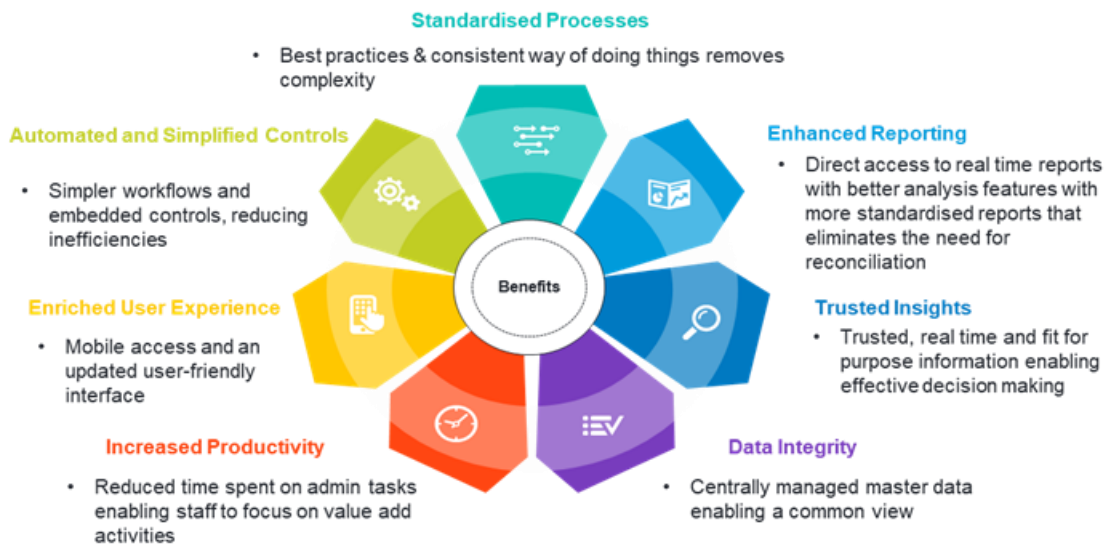 Standardised Processes
• Best practices & consistent way of doing things removes
complexity
Automated and Simplified Controls
• Simpler workflows and
embedded controls, reducing
inefficiencies
Enhanced Reporting
• Direct access to real time reports
with better analysis features with
more standardised reports that
eliminates the need for
reconciliation
Benefits
Enriched User Experience
• Mobile access and an
updated user-friendly
interface
Trusted Insights
• Trusted, real time and fit for
purpose information enabling
effective decision making
Increased Productivity
• Reduced time spent on admin tasks
enabling staff to focus on value add
activities
Data Integrity
• Centrally managed master data
enabling a common view